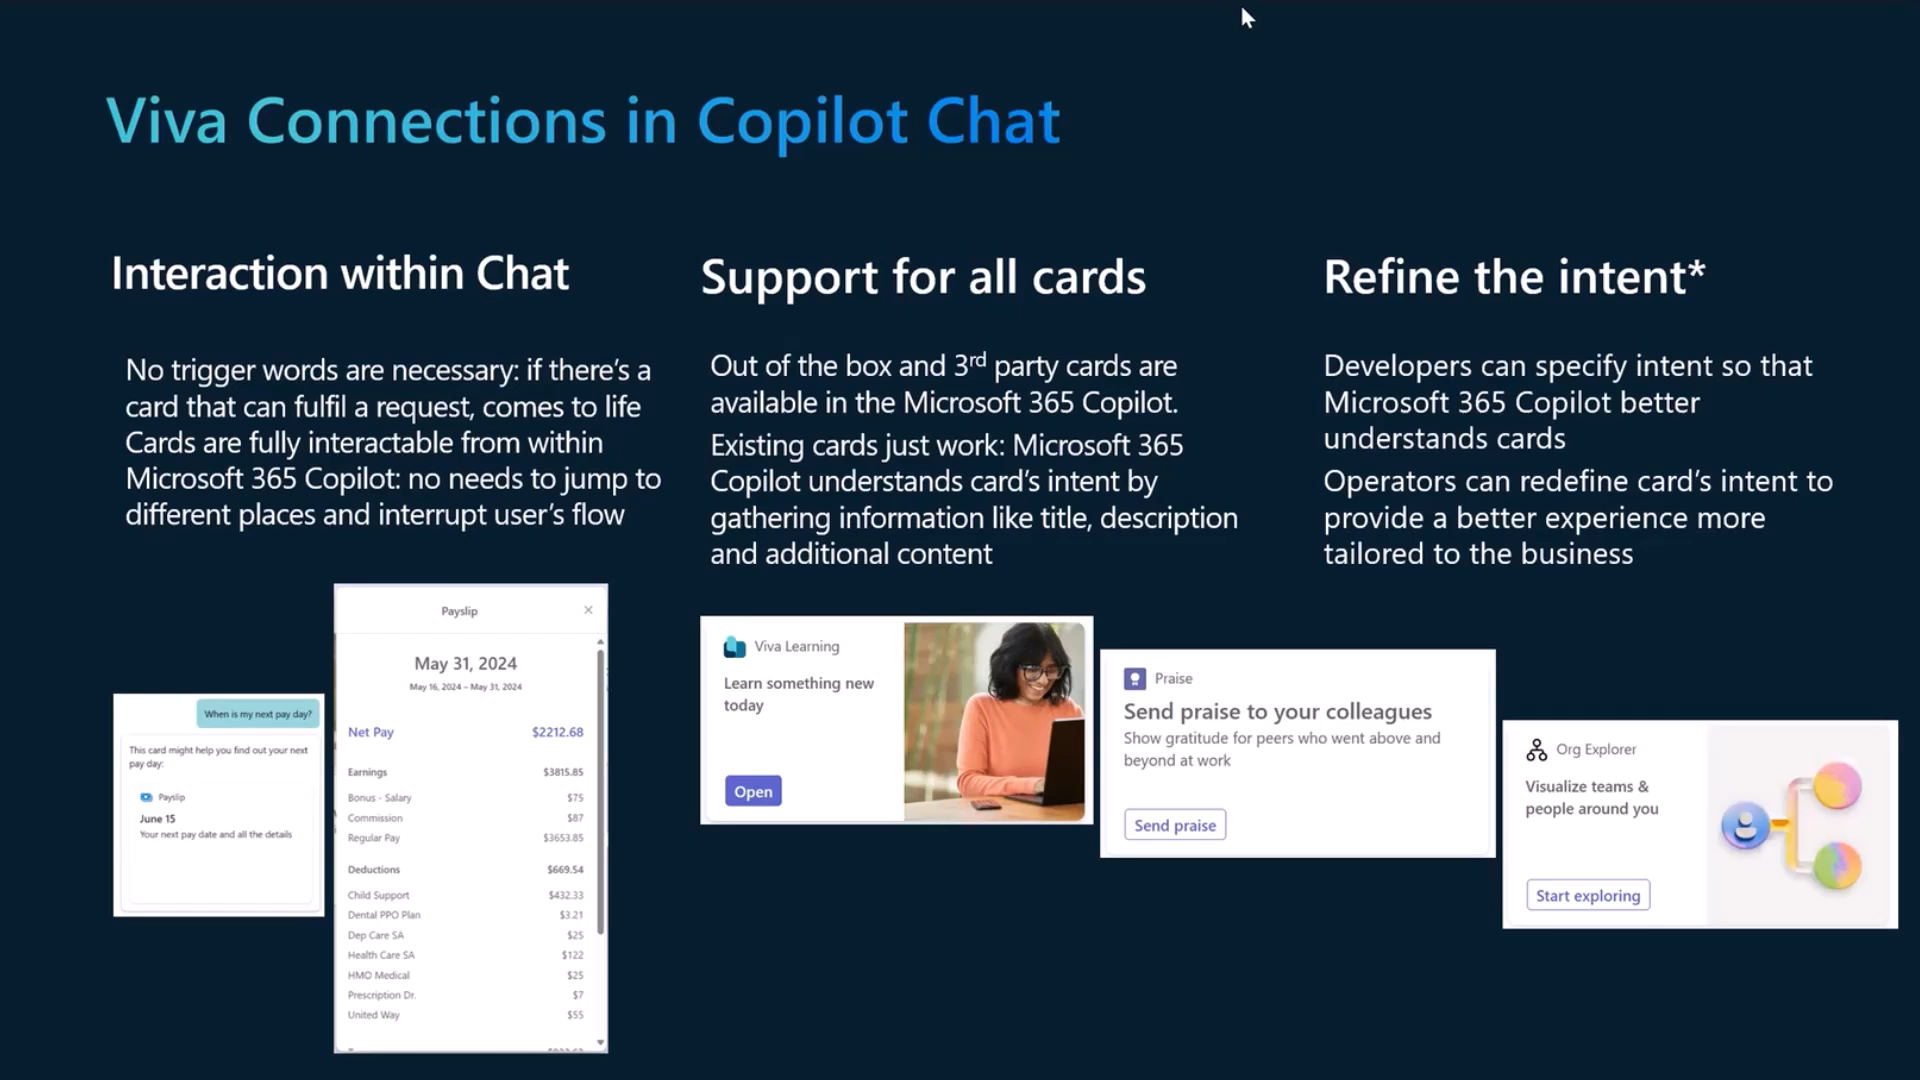 Viva Connections in Copilot Chat
Interaction within Chat
No trigger words are necessary: if there's a
card that can fulfil a request, comes to life
Cards are fully interactable from within
Microsoft 365 Copilot: no needs to jump to
different places and interrupt user's flow
When is my next pay day?
This card might help you find out your next
pay day:
Payslip
June 15
Your next pay date and all the details
Payslip
May 31, 2024
May 16, 2024 – May 31, 2024
Net Pay $2212.68
Earnings $3815.85
Bonus - Salary $75
Commission $87
Regular Pay $3653.85
Deductions $669.54
Child Support $432.33
Dental PPO Plan $3.21
Dep Care SA $25
Health Care SA $122
HMO Medical $25
Prescription Dr. $7
United Way $55
Support for all cards
Out of the box and 3rd party cards are
available in the Microsoft 365 Copilot.
Existing cards just work: Microsoft 365
Copilot understands card's intent by
gathering information like title, description
and additional content
Viva Learning
Learn something new
today
Open
Praise
Send praise to your colleagues
Show gratitude for peers who went above and
beyond at work
Send praise
Refine the intent*
Developers can specify intent so that
Microsoft 365 Copilot better
understands cards
Operators can redefine card's intent to
provide a better experience more
tailored to the business
Org Explorer
Visualize teams &
people around you
Start exploring